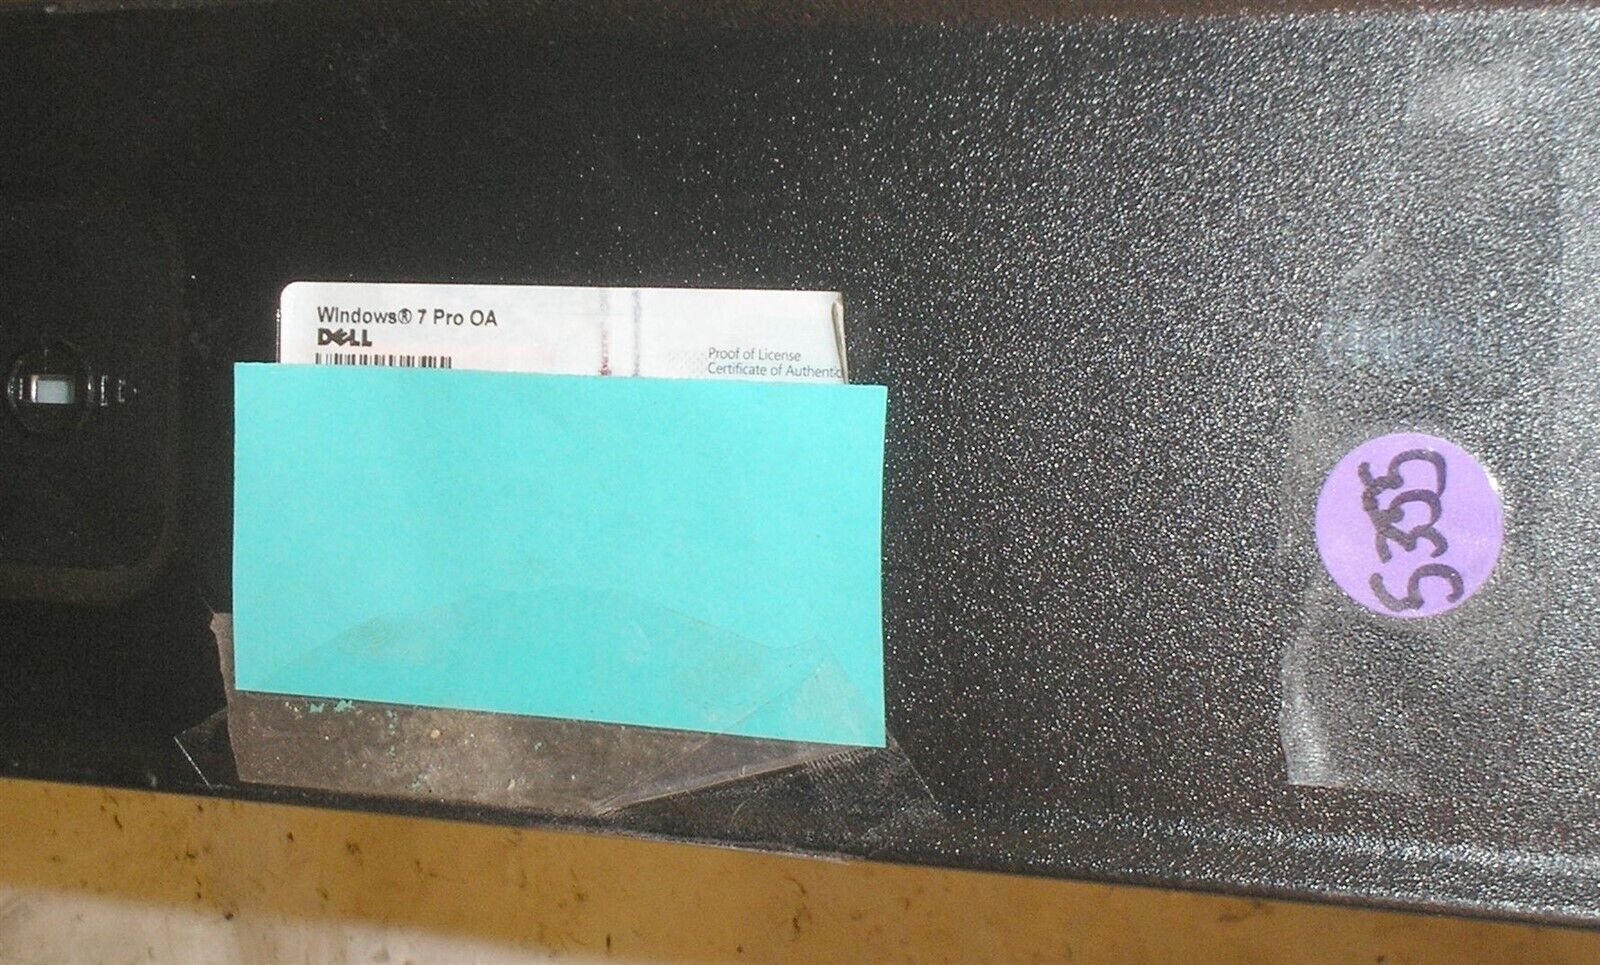 Windows® 7 Pro OA
DELL
Proof of License
Certificate of Authentic
5355